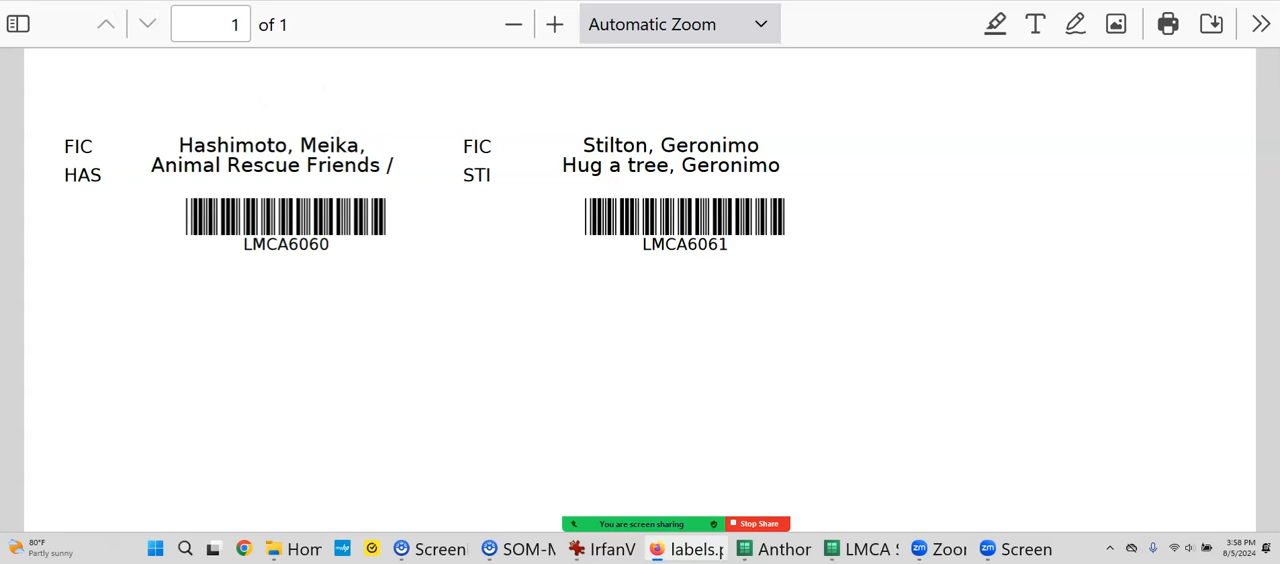 1 of 1
Automatic Zoom
FIC
HAS
Hashimoto, Meika,
Animal Rescue Friends /
LMCA6060
FIC
STI
Stilton, Geronimo
Hug a tree, Geronimo
LMCA6061
You are screen sharing
Stop Share
80°F
Partly sunny
Hom
Screen
SOM-M
IrfanV
labels.p
Anthor
LMCA S
Zoor
Screen
3:58 PM
8/5/2024